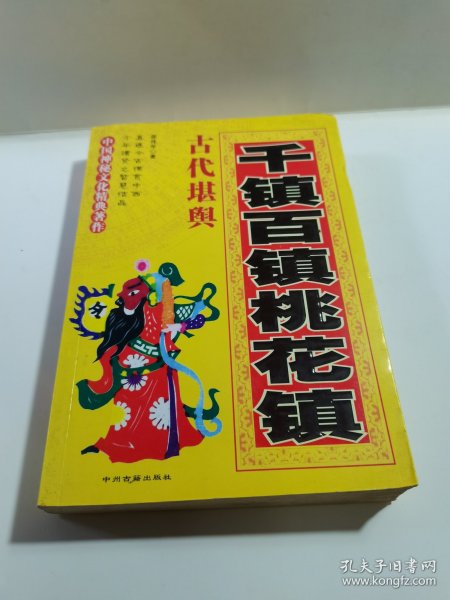 千镇百镇桃花镇
古代堪舆
中国神秘文化精典著作
中州古籍出版社
孔夫子旧书网
www.kongfz.com